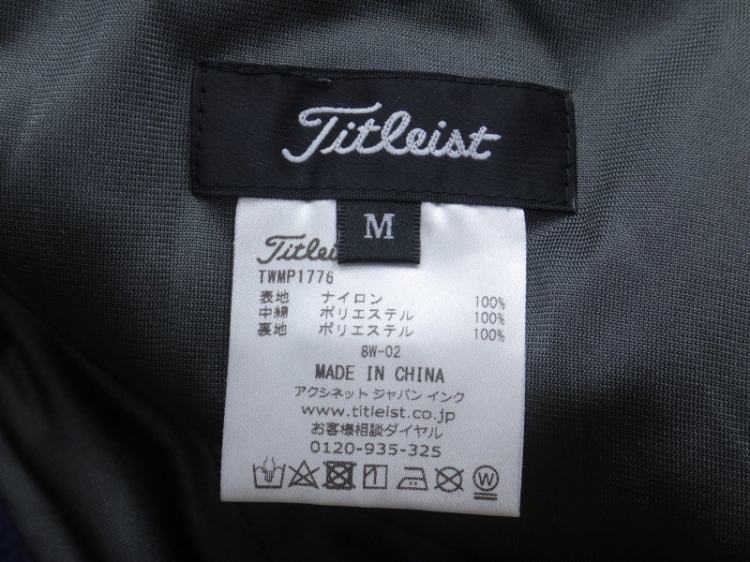 Titleist
M
Titleist
TWMP1776
表地 ナイロン 100%
中綿 ポリエステル 100%
裏地 ポリエステル 100%
8W-02
MADE IN CHINA
アクシネット ジャパン インク
www.titleist.co.jp
お客様相談ダイヤル
0120-935-325
W